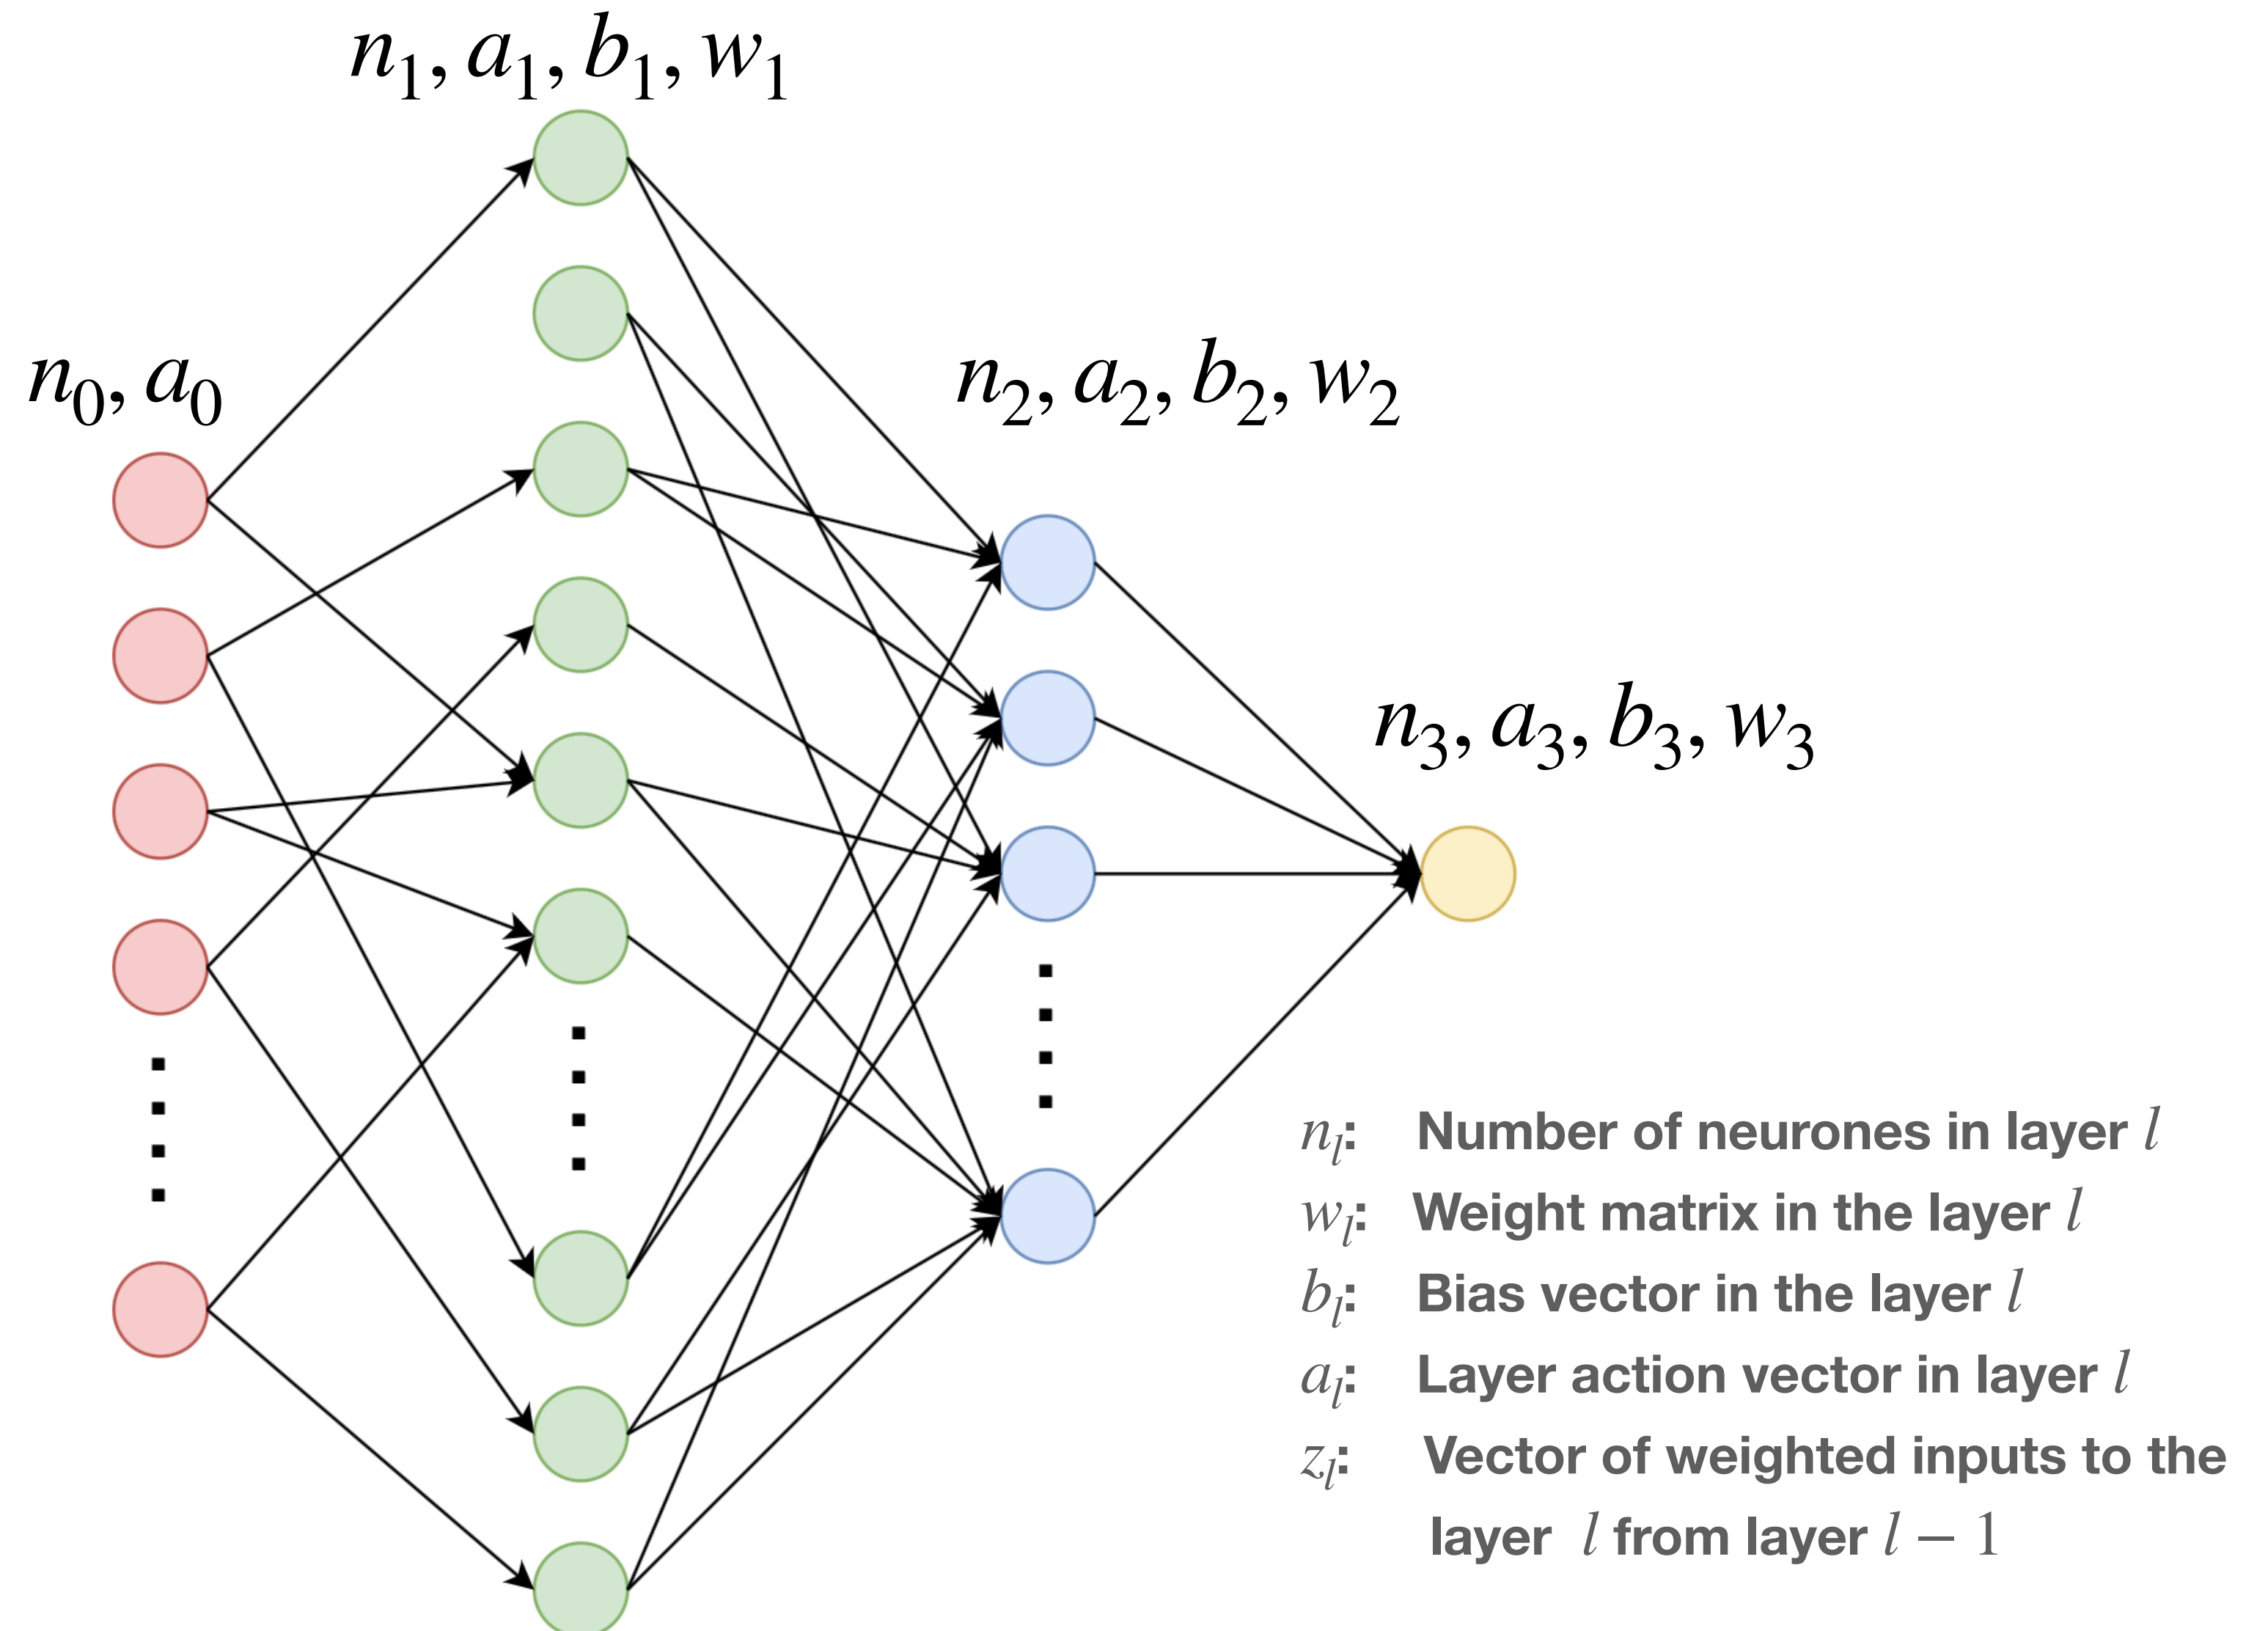 n₁, a₁, b₁, w₁
n₀, a₀
n₂, a₂, b₂, w₂
n₃, a₃, b₃, w₃
nₗ: Number of neurones in layer l
wₗ: Weight matrix in the layer l
bₗ: Bias vector in the layer l
aₗ: Layer action vector in layer l
zₗ: Vector of weighted inputs to the
layer l from layer l − 1